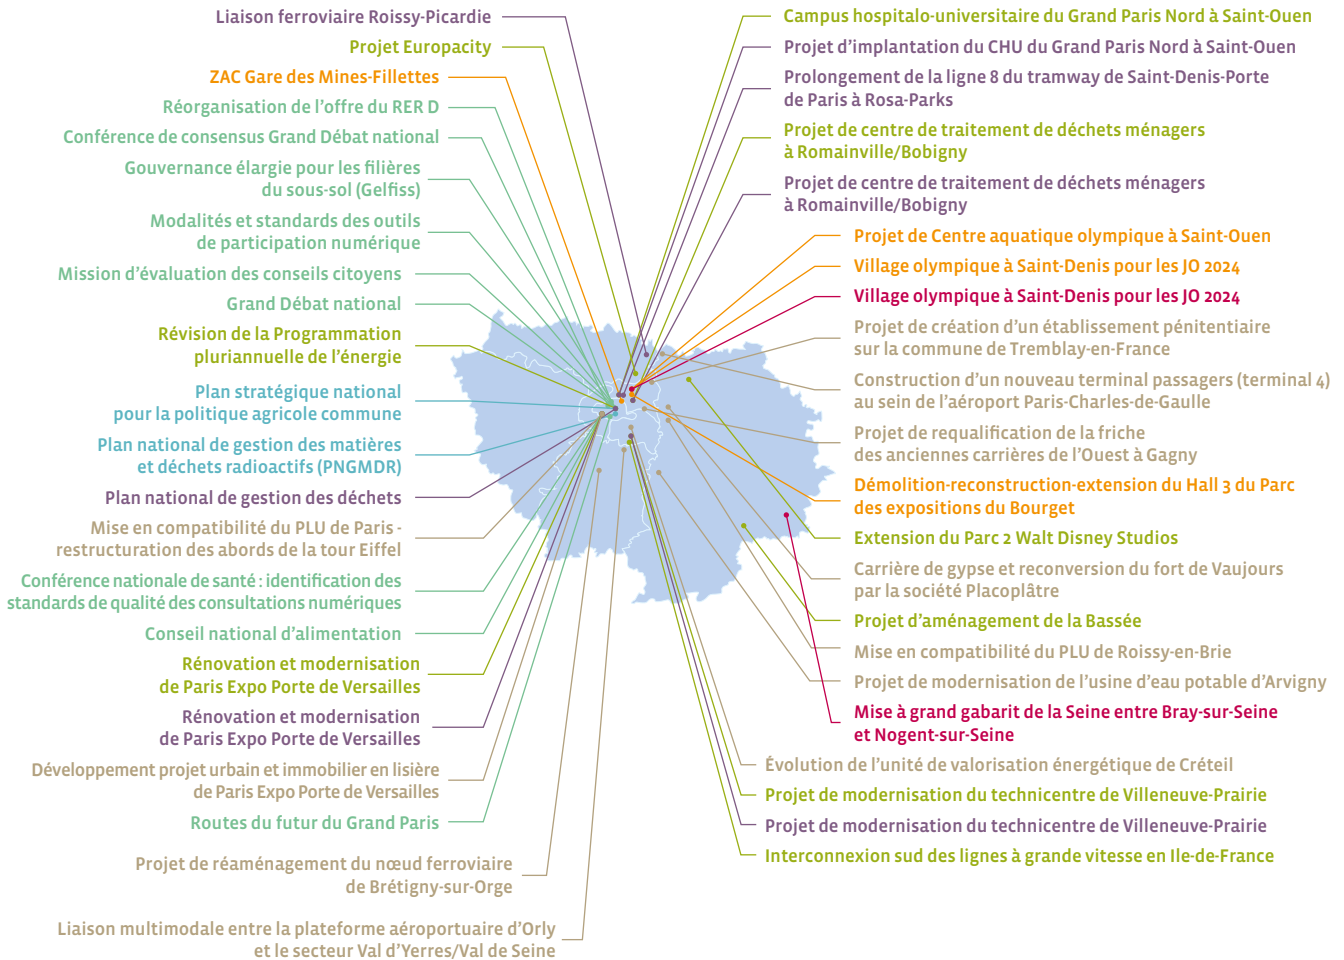 Liaison ferroviaire Roissy-Picardie
Projet Europacity
ZAC Gare des Mines-Fillettes
Réorganisation de l’offre du RER D
Conférence de consensus Grand Débat national
Gouvernance élargie pour les filières
du sous-sol (Gelfiss)
Modalités et standards des outils
de participation numérique
Mission d’évaluation des conseils citoyens
Grand Débat national
Révision de la Programmation
pluriannuelle de l’énergie
Plan stratégique national
pour la politique agricole commune
Plan national de gestion des matières
et déchets radioactifs (PNGMDR)
Plan national de gestion des déchets
Mise en compatibilité du PLU de Paris -
restructuration des abords de la tour Eiffel
Conférence nationale de santé : identification des
standards de qualité des consultations numériques
Conseil national d’alimentation
Rénovation et modernisation
de Paris Expo Porte de Versailles
Rénovation et modernisation
de Paris Expo Porte de Versailles
Développement projet urbain et immobilier en lisière
de Paris Expo Porte de Versailles
Routes du futur du Grand Paris
Projet de réaménagement du nœud ferroviaire
de Brétigny-sur-Orge
Liaison multimodale entre la plateforme aéroportuaire d’Orly
et le secteur Val d’Yerres/Val de Seine
Campus hospitalo-universitaire du Grand Paris Nord à Saint-Ouen
Projet d’implantation du CHU du Grand Paris Nord à Saint-Ouen
Prolongement de la ligne 8 du tramway de Saint-Denis-Porte
de Paris à Rosa-Parks
Projet de centre de traitement de déchets ménagers
à Romainville/Bobigny
Projet de centre de traitement de déchets ménagers
à Romainville/Bobigny
Projet de Centre aquatique olympique à Saint-Ouen
Village olympique à Saint-Denis pour les JO 2024
Village olympique à Saint-Denis pour les JO 2024
Projet de création d’un établissement pénitentiaire
sur la commune de Tremblay-en-France
Construction d’un nouveau terminal passagers (terminal 4)
au sein de l’aéroport Paris-Charles-de-Gaulle
Projet de requalification de la friche
des anciennes carrières de l’Ouest à Gagny
Démolition-reconstruction-extension du Hall 3 du Parc
des expositions du Bourget
Extension du Parc 2 Walt Disney Studios
Carrière de gypse et reconversion du fort de Vaujours
par la société Placoplâtre
Projet d’aménagement de la Bassée
Mise en compatibilité du PLU de Roissy-en-Brie
Projet de modernisation de l’usine d’eau potable d’Arvigny
Mise à grand gabarit de la Seine entre Bray-sur-Seine
et Nogent-sur-Seine
Évolution de l’unité de valorisation énergétique de Créteil
Projet de modernisation du technicentre de Villeneuve-Prairie
Projet de modernisation du technicentre de Villeneuve-Prairie
Interconnexion sud des lignes à grande vitesse en Ile-de-France